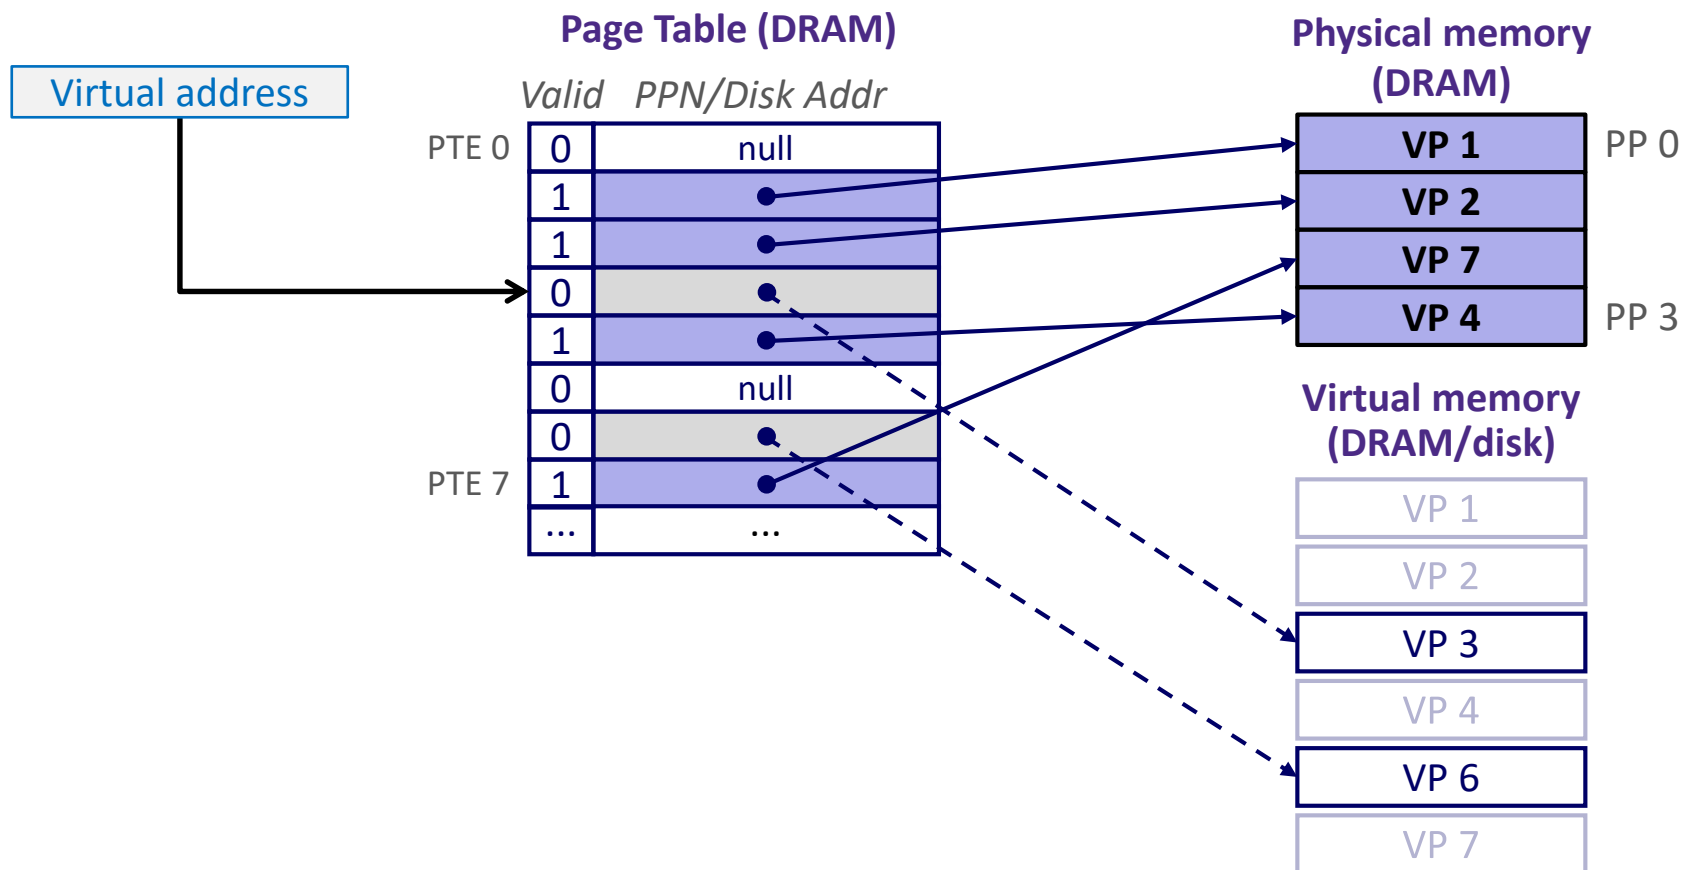 Page Table (DRAM)
Physical memory
(DRAM)
Virtual address
Valid PPN/Disk Addr
PTE 0 0 null
1
1
0
1
0 null
0
PTE 7 1
... ...
VP 1 PP 0
VP 2
VP 7
VP 4 PP 3
Virtual memory
(DRAM/disk)
VP 1
VP 2
VP 3
VP 4
VP 6
VP 7